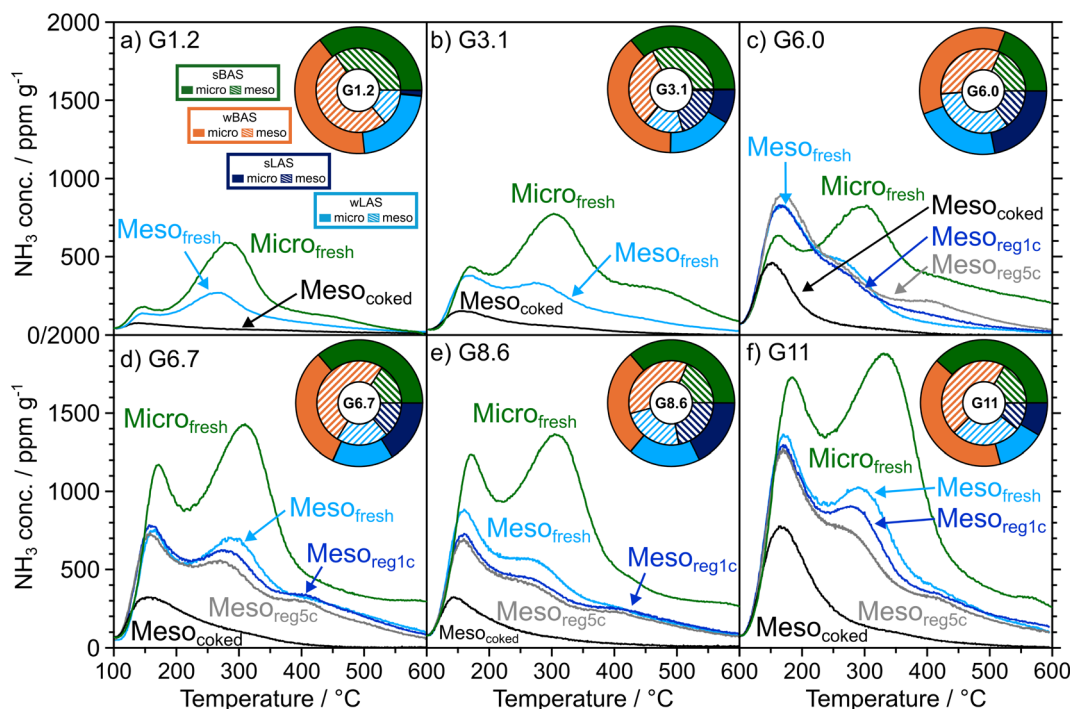 a) G1.2
b) G3.1
c) G6.0
2000
1500
1000
500
0/2000
1500
1000
500
0
NH3 conc. / ppm g-1
NH3 conc. / ppm g-1
sBAS
micro meso
wBAS
micro meso
sLAS
micro meso
wLAS
micro meso
G1.2
Mesofresh
Microfresh
Mesocoked
G3.1
Microfresh
Mesofresh
Mesocoked
G6.0
Mesofresh
Microfresh
Mesocoked
Mesoreg1c
Mesoreg5c
d) G6.7
e) G8.6
f) G11
G6.7
Microfresh
Mesofresh
Mesoreg1c
Mesoreg5c
Mesocoked
G8.6
Microfresh
Mesofresh
Mesoreg1c
Mesoreg5c
Mesocoked
G11
Microfresh
Mesofresh
Mesoreg1c
Mesoreg5c
Mesocoked
100 200 300 400 500 600
200 300 400 500 600
200 300 400 500 600
Temperature / °C
Temperature / °C
Temperature / °C